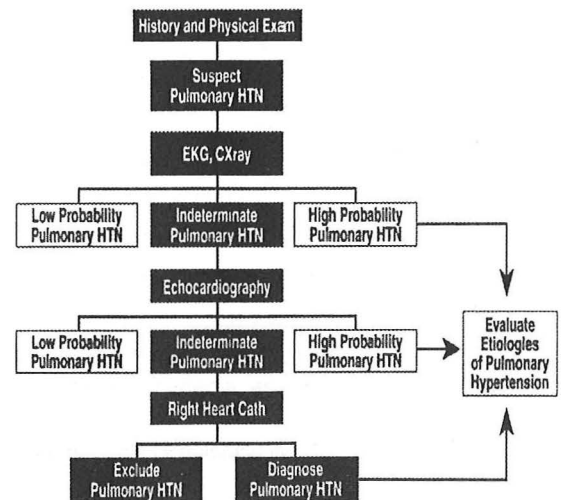 History and Physical Exam
Suspect
Pulmonary HTN
EKG, CXray
Low Probability
Pulmonary HTN
Indeterminate
Pulmonary HTN
High Probability
Pulmonary HTN
Echocardiography
Low Probability
Pulmonary HTN
Indeterminate
Pulmonary HTN
High Probability
Pulmonary HTN
Evaluate
Etiologies
of Pulmonary
Hypertension
Right Heart Cath
Exclude
Pulmonary HTN
Diagnose
Pulmonary HTN